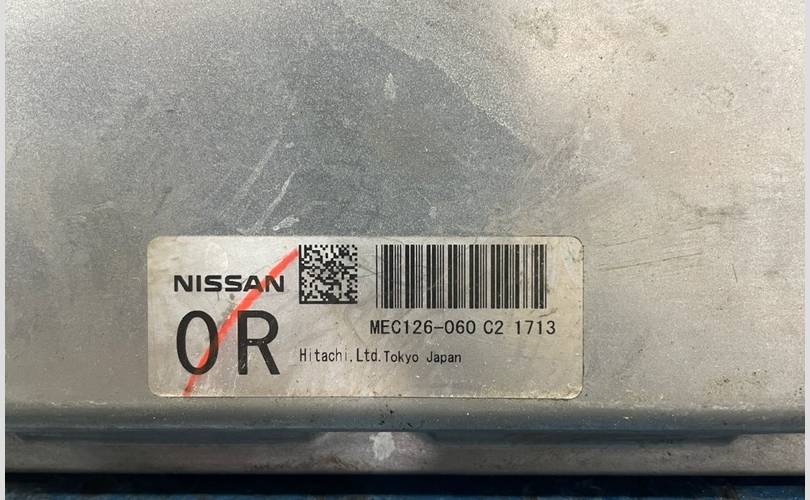 NISSAN
0R
MEC126-060 C2 1713
Hitachi,Ltd.Tokyo Japan